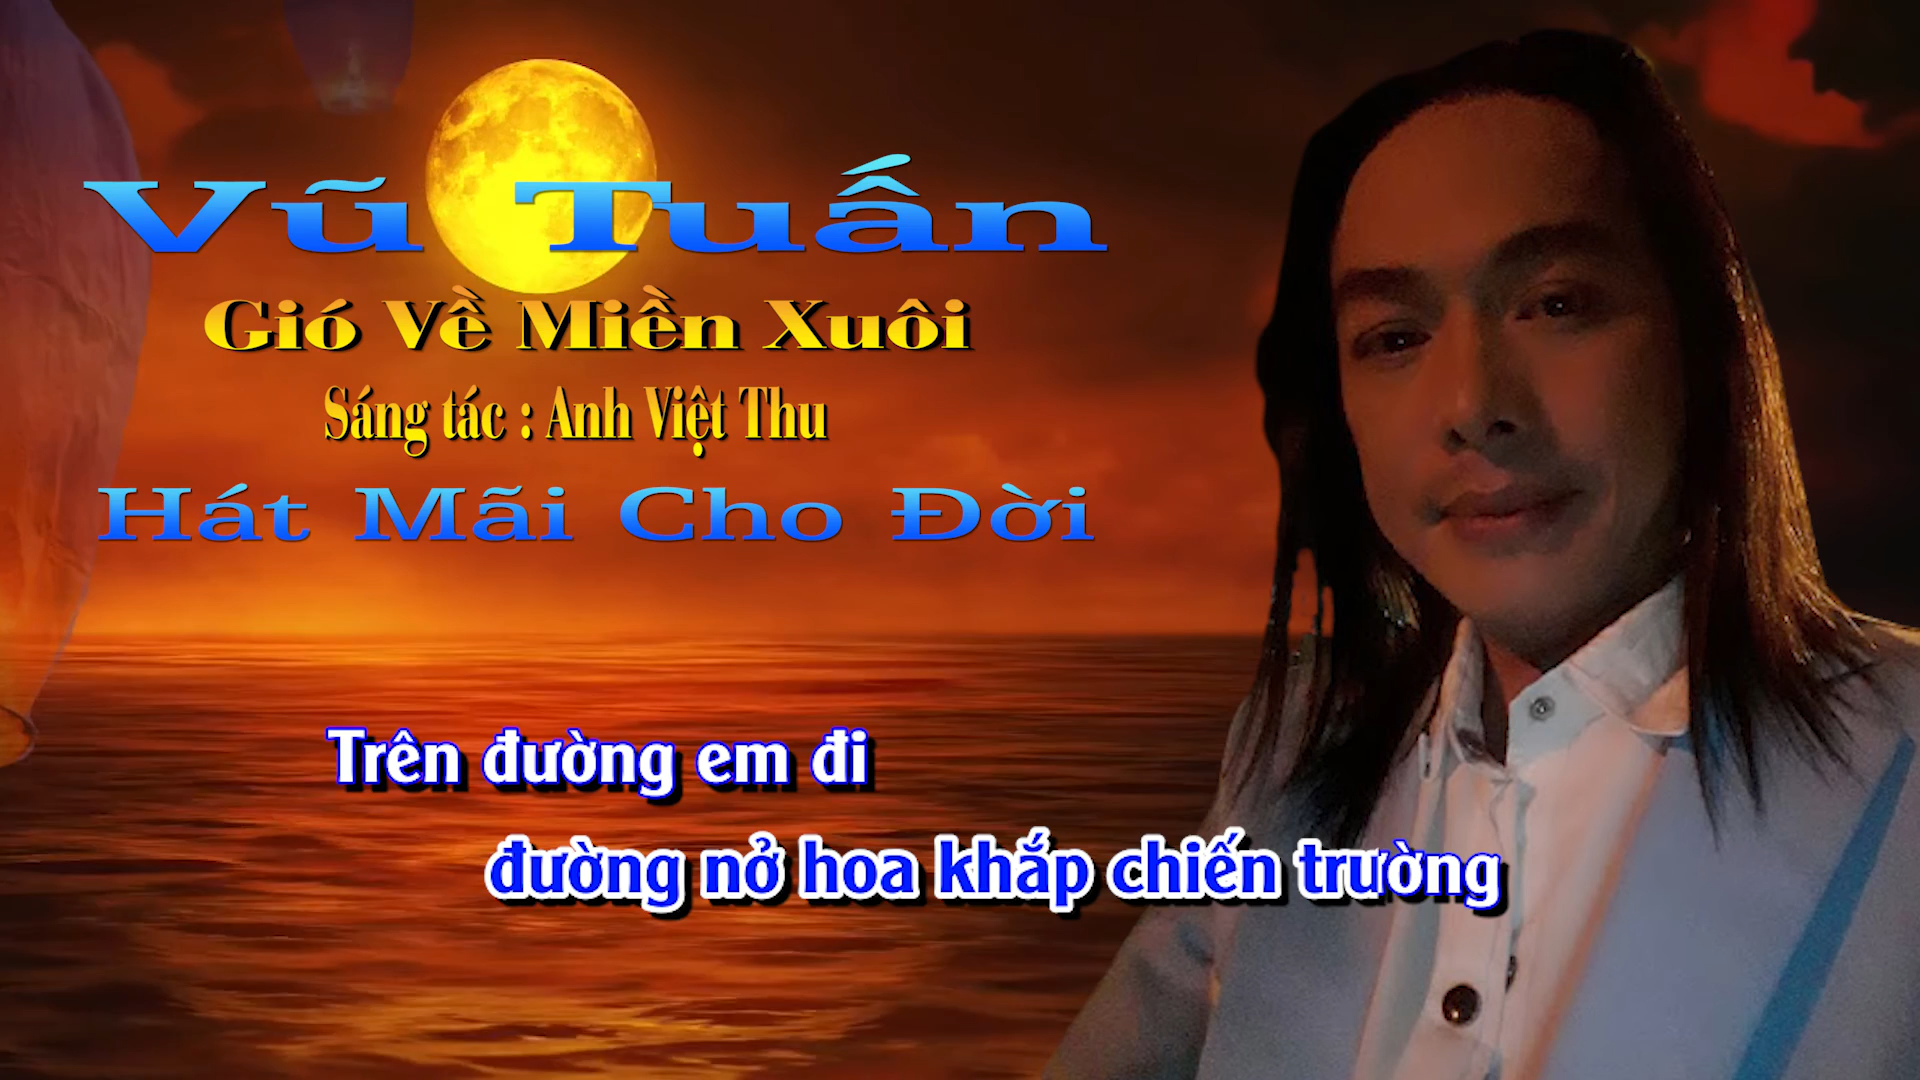 Vũ Tuấn
Gió Về Miền Xuôi
Sáng tác : Anh Việt Thu
Hát Mãi Cho Đời
Trên đường em đi
đường nở hoa khắp chiến trường